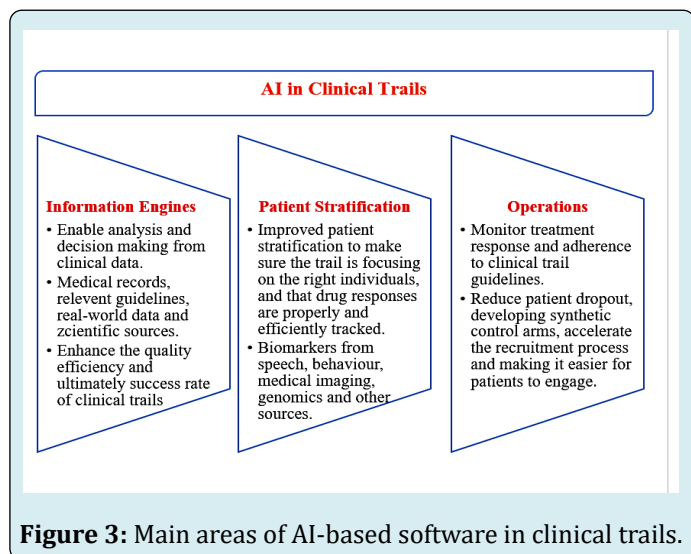 AI in Clinical Trails
Information Engines
• Enable analysis and
decision making from
clinical data.
• Medical records,
relevent guidelines,
real-world data and
zcientific sources.
• Enhance the quality
efficiency and
ultimately success rate
of clinical trails
Patient Stratification
• Improved patient
stratification to make
sure the trail is focusing
on the right individuals,
and that drug responses
are properly and
efficiently tracked.
• Biomarkers from
speech, behaviour,
medical imaging,
genomics and other
sources.
Operations
• Monitor treatment
response and adherence
to clinical trail
guidelines.
• Reduce patient dropout,
developing synthetic
control arms, accelerate
the recruitment process
and making it easier for
patients to engage.
Figure 3: Main areas of AI-based software in clinical trails.